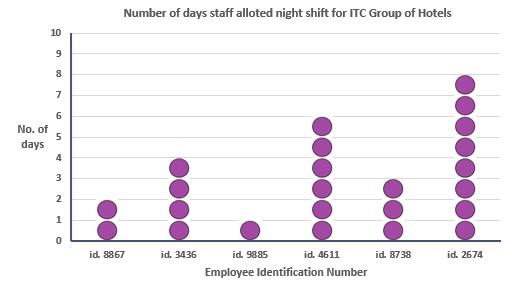 Number of days staff alloted night shift for ITC Group of Hotels
10
9
8
7
6
5
4
3
2
1
0
No. of
days
id. 8867 id. 3436 id. 9885 id. 4611 id. 8738 id. 2674
Employee Identification Number